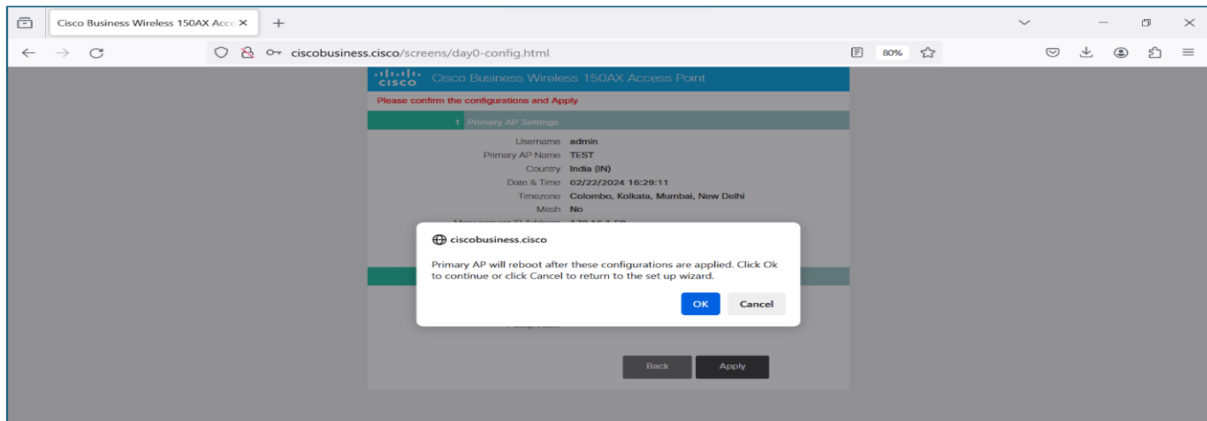 Cisco Business Wireless 150AX Acce
ciscobusiness.cisco/screens/day0-config.html
80%
CISCO Cisco Business Wireless 150AX Access Point
Please confirm the configurations and Apply
1 Primary AP Settings
Username admin
Primary AP Name TEST
Country India (IN)
Date & Time 02/22/2024 16:29:11
Timezone Colombo, Kolkata, Mumbai, New Delhi
Mesh No
ciscobusiness.cisco
Primary AP will reboot after these configurations are applied. Click Ok
to continue or click Cancel to return to the set up wizard.
OK Cancel
Back Apply